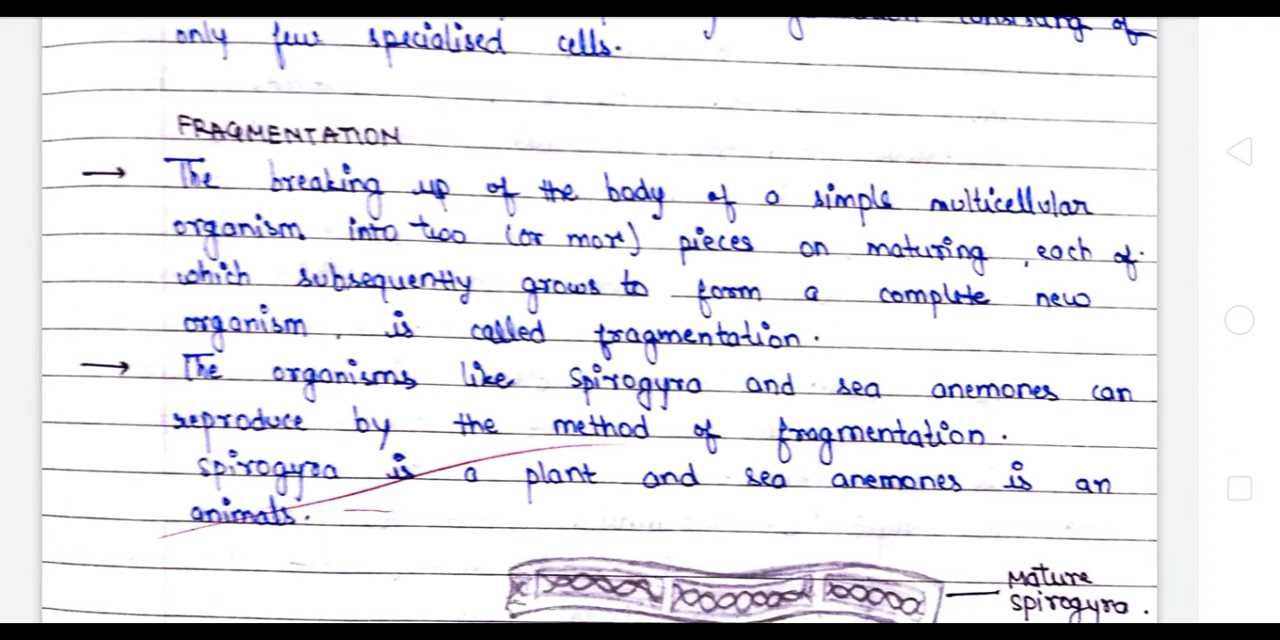 consisting of
only few specialised cells.
FRAGMENTATION
→ The breaking up of the body of a simple multicellular
organism into two (or more) pieces on maturing, each of
which subsequently grows to form a complete new
organism, is called fragmentation.
→ The organisms like spirogyra and sea anemones can
reproduce by the method of fragmentation.
spirogyra is a plant and sea anemones is an
animals.
Mature
spirogyra.